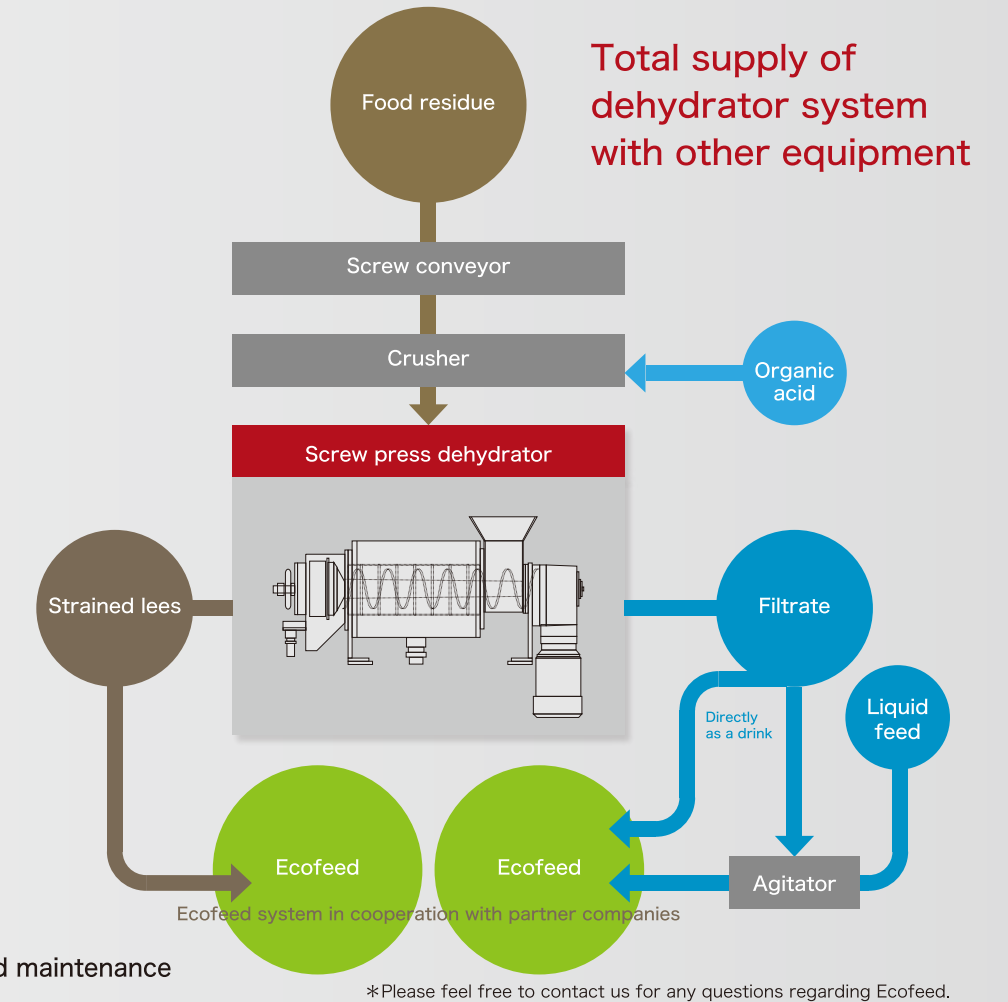 Food residue
Total supply of
dehydrator system
with other equipment
Screw conveyor
Crusher
Organic
acid
Screw press dehydrator
Strained lees
Filtrate
Liquid
feed
Directly
as a drink
Ecofeed
Ecofeed
Agitator
Ecofeed system in cooperation with partner companies
d maintenance
*Please feel free to contact us for any questions regarding Ecofeed.